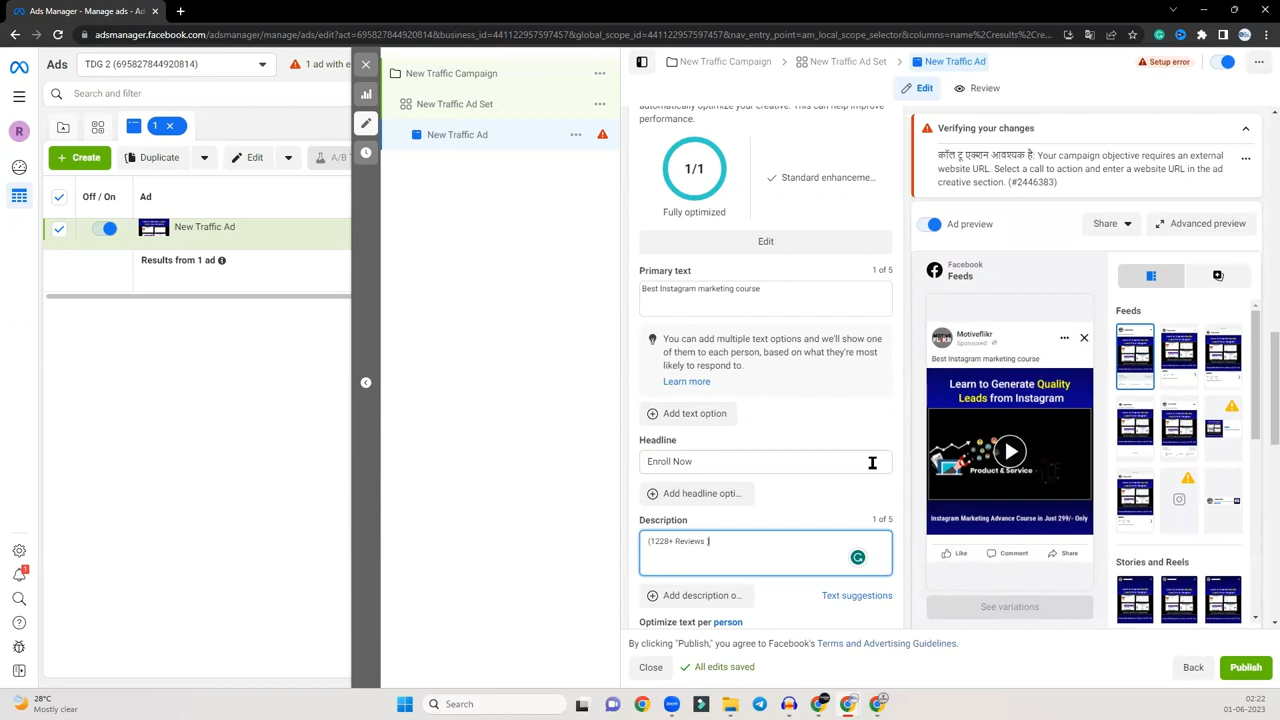 Ads Manager - Manage ads - Ads
adsmanager.facebook.com/adsmanager/manage/ads/edit?act=695827844920814&business_id=441122957497544&global_scope_id=441122957497544&nav_entry_point=am_local_scope_selector&columns=name%2Cresults%2Cre...
Ads
TDG 2 (695827844920814)
1 ad with e
Search and filter
R
1
Create
Duplicate
Edit
A/B
Off / On
Ad
New Traffic Ad
Results from 1 ad
New Traffic Campaign
New Traffic Ad Set
New Traffic Ad
New Traffic Campaign
New Traffic Ad Set
New Traffic Ad
Setup error
Edit
Review
automatically optimize your creative. This can help improve
performance.
1/1
Fully optimized
Standard enhanceme...
Edit
Primary text
1 of 5
Best Instagram marketing course
You can add multiple text options and we'll show one
of them to each person, based on what they're most
likely to respond to.
Learn more
Add text option
Headline
Enroll Now
Add headline opti...
Description
1 of 5
(1228+ Reviews )
Add description o...
Text suggestions
Optimize text per person
Verifying your changes
कॉल टू एक्शन आवश्यक है: Your campaign objective requires an external
website URL. Select a call to action and enter a website URL in the ad
creative section. (#2446383)
Ad preview
Share
Advanced preview
Facebook
Feeds
Motiveflikr
Sponsored
Best Instagram marketing course
Learn to Generate Quality
Leads from Instagram
Product & Service
Instagram Marketing Advance Course in Just 299/- Only
Like
Comment
Share
See variations
Feeds
Stories and Reels
By clicking "Publish," you agree to Facebook's Terms and Advertising Guidelines.
Close
All edits saved
Back
Publish
28°C
Mostly clear
Search
02:22
01-06-2023